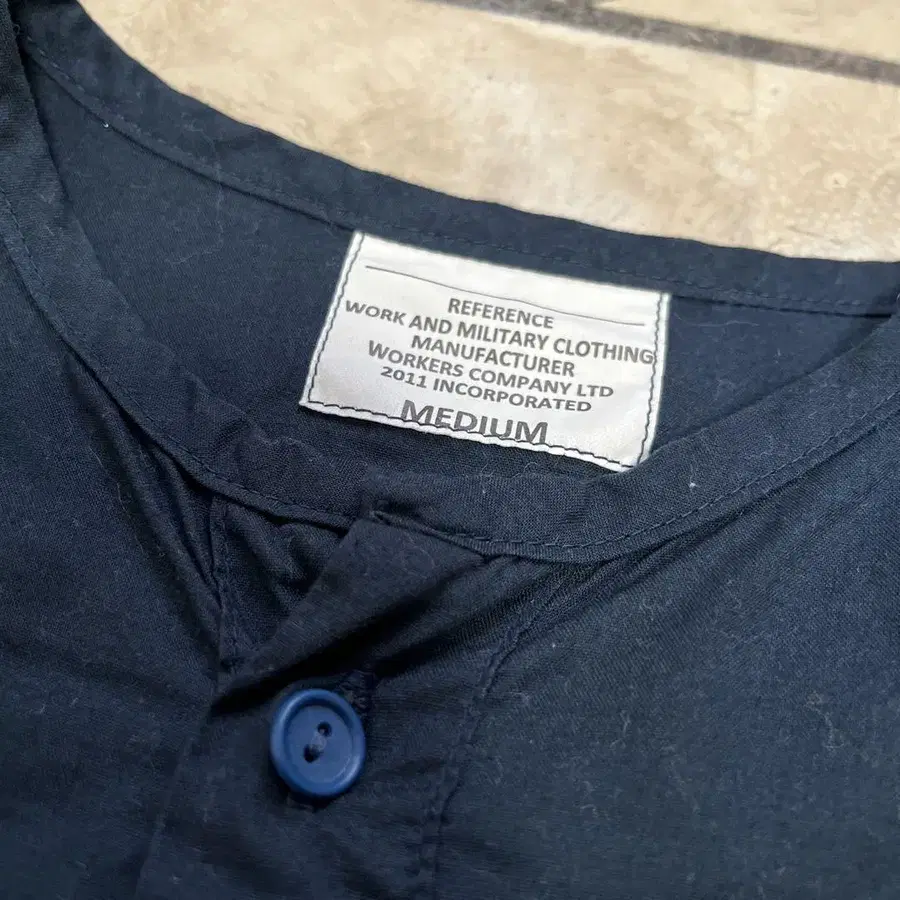 REFERENCE
WORK AND MILITARY CLOTHING
MANUFACTURER
WORKERS COMPANY LTD
2011 INCORPORATED
MEDIUM